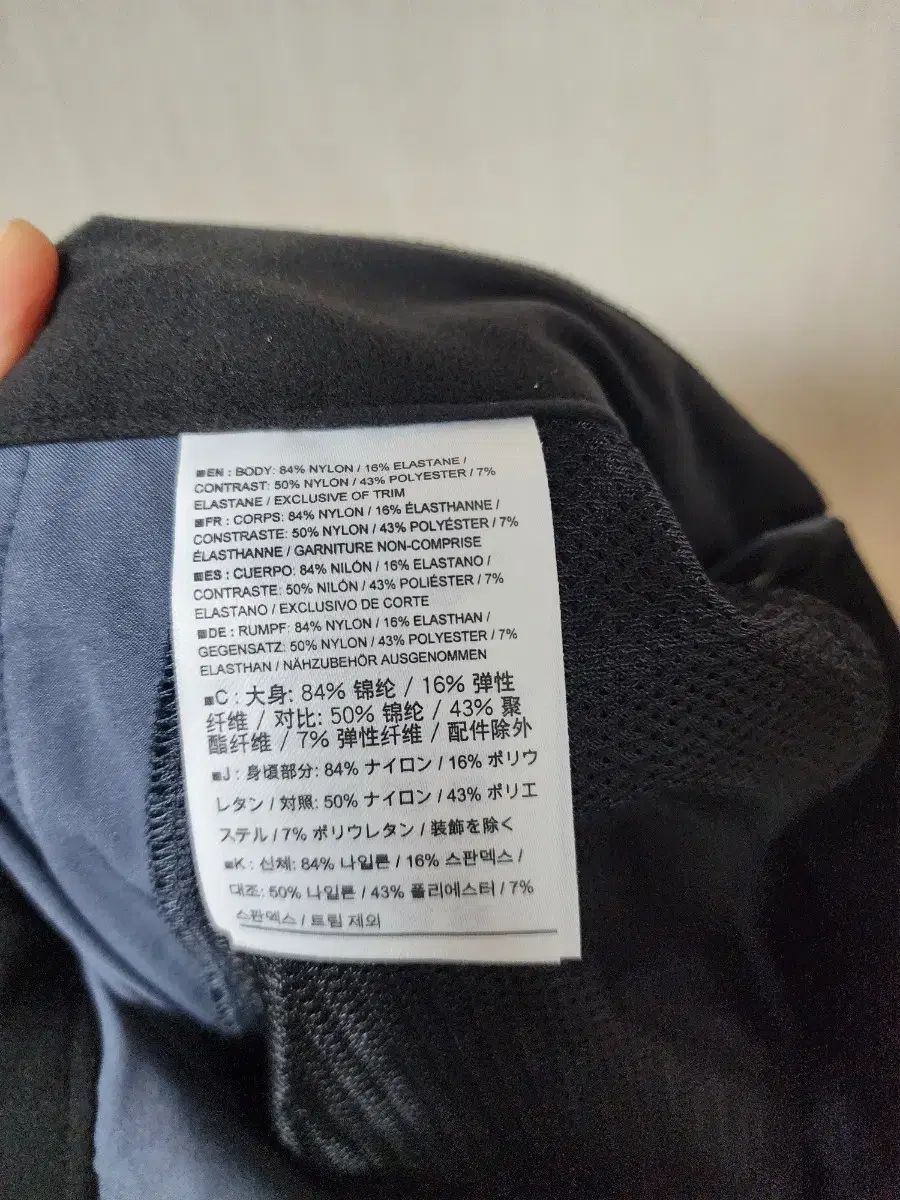 ■EN : BODY: 84% NYLON / 16% ELASTANE /
CONTRAST: 50% NYLON / 43% POLYESTER / 7%
ELASTANE / EXCLUSIVE OF TRIM
■FR : CORPS: 84% NYLON / 16% ÉLASTHANNE /
CONSTRASTE: 50% NYLON / 43% POLYÉSTER / 7%
ÉLASTHANNE / GARNITURE NON-COMPRISE
■ES : CUERPO: 84% NILÓN / 16% ELASTANO /
CONTRASTE: 50% NILÓN / 43% POLIÉSTER / 7%
ELASTANO / EXCLUSIVO DE CORTE
■DE : RUMPF: 84% NYLON / 16% ELASTHAN /
GEGENSATZ: 50% NYLON / 43% POLYESTER / 7%
ELASTHAN / NÄHZUBEHÖR AUSGENOMMEN
■C : 大身: 84% 锦纶 / 16% 弹性
纤维 / 对比: 50% 锦纶 / 43% 聚
酯纤维 / 7% 弹性纤维 / 配件除外
■J : 身頃部分: 84% ナイロン / 16% ポリウ
レタン / 対照: 50% ナイロン / 43% ポリエ
ステル / 7% ポリウレタン / 装飾を除く
■K : 신체: 84% 나일론 / 16% 스판덱스 /
대조: 50% 나일론 / 43% 폴리에스터 / 7%
스판덱스 / 트림 제외